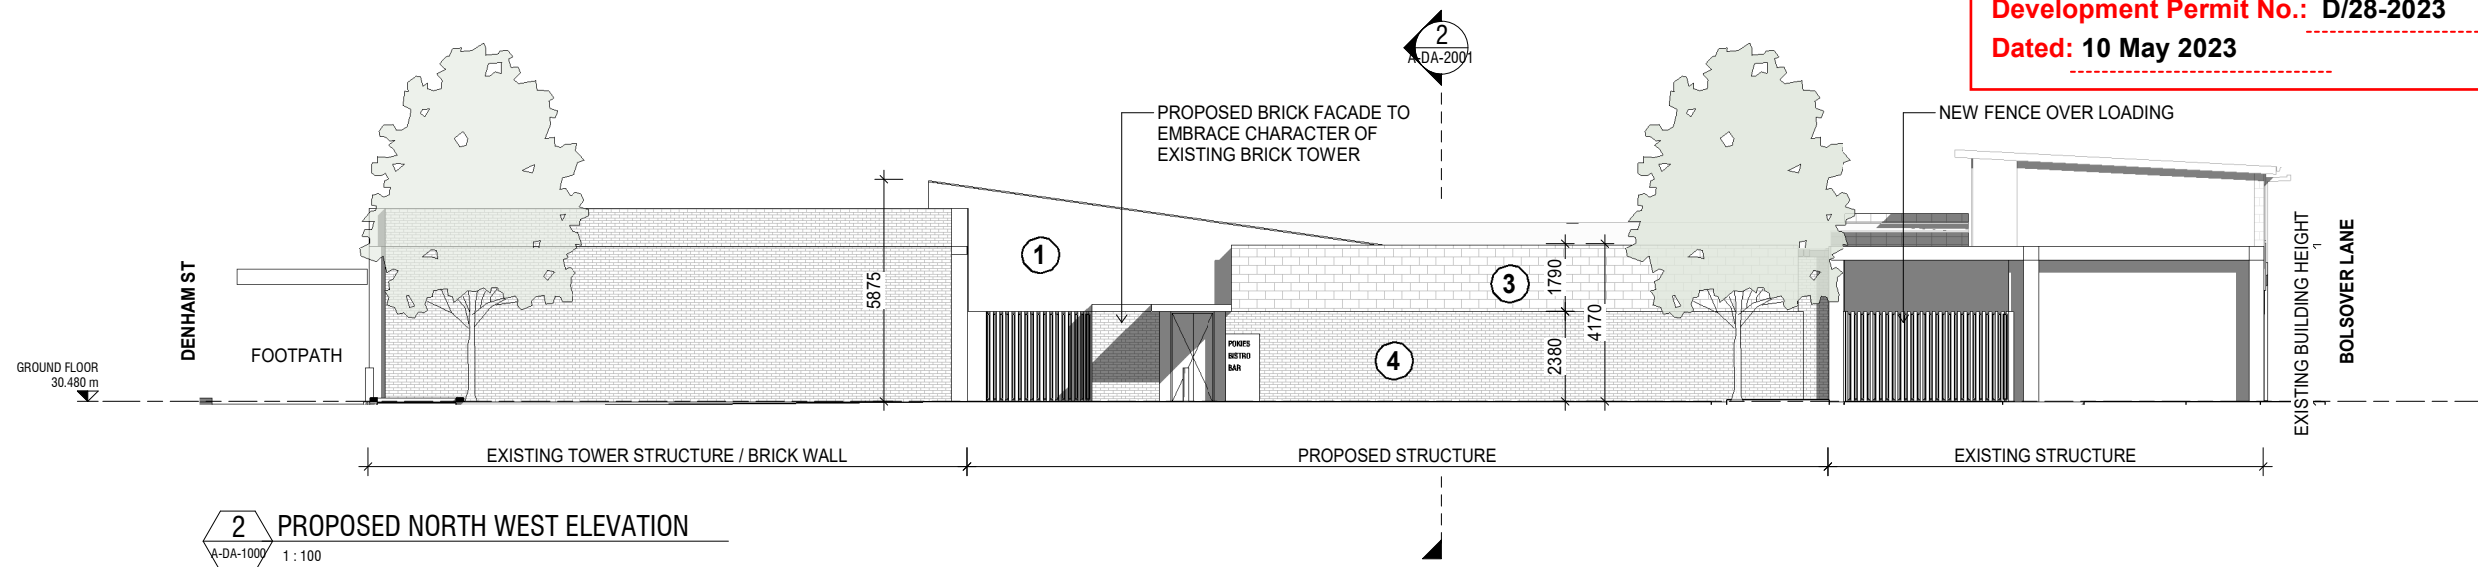 Development Permit No.: D/28-2023
Dated: 10 May 2023
2
A-DA-2001
PROPOSED BRICK FACADE TO
EMBRACE CHARACTER OF
EXISTING BRICK TOWER
NEW FENCE OVER LOADING
DENHAM ST
FOOTPATH
GROUND FLOOR
30.480 m
5875
1
3
4
1790
4170
2380
POKIES
BISTRO
BAR
EXISTING BUILDING HEIGHT
BOLSOVER LANE
EXISTING TOWER STRUCTURE / BRICK WALL
PROPOSED STRUCTURE
EXISTING STRUCTURE
2
PROPOSED NORTH WEST ELEVATION
A-DA-1000
1 : 100